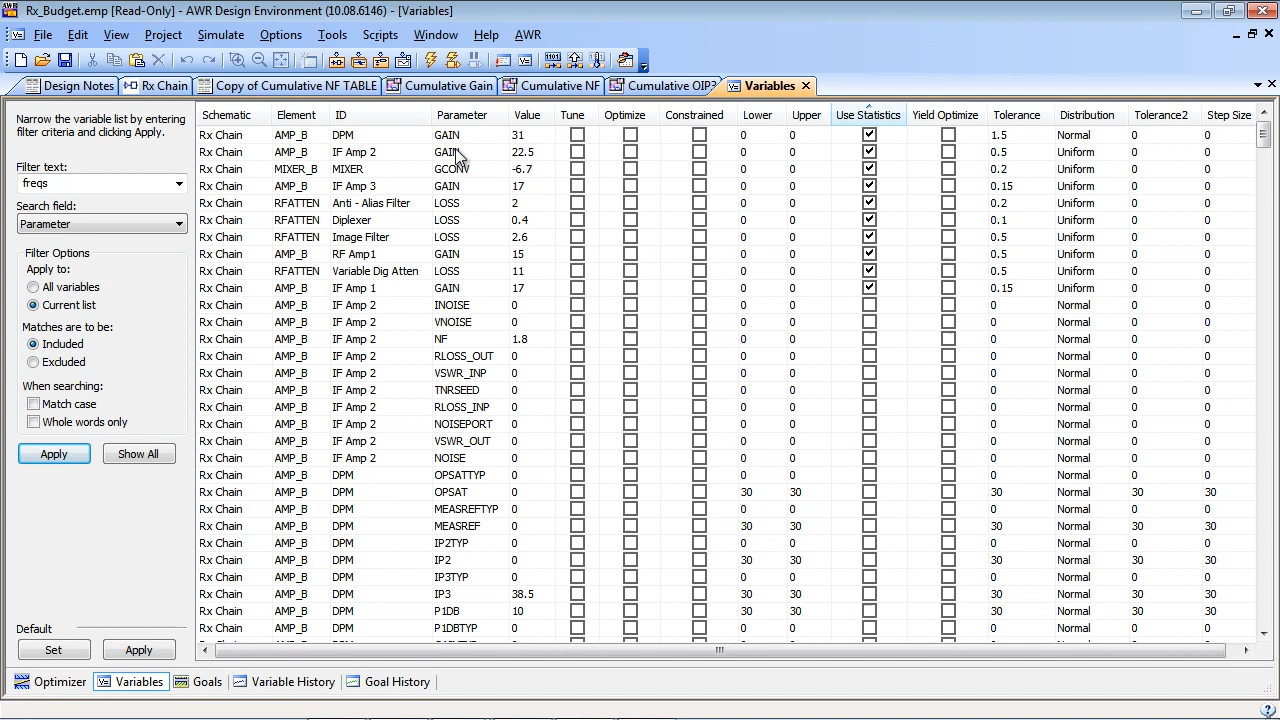 Rx_Budget.emp [Read-Only] - AWR Design Environment (10.08.6146) - [Variables]
File Edit View Project Simulate Options Tools Scripts Window Help AWR
Design Notes Rx Chain Copy of Cumulative NF TABLE Cumulative Gain Cumulative NF Cumulative OIP3 Variables
Narrow the variable list by entering
filter criteria and clicking Apply.
Filter text:
freqs
Search field:
Parameter
Filter Options
Apply to:
All variables
Current list
Matches are to be:
Included
Excluded
When searching:
Match case
Whole words only
Apply Show All
Default
Set Apply
Schematic Element ID Parameter Value Tune Optimize Constrained Lower Upper Use Statistics Yield Optimize Tolerance Distribution Tolerance2 Step Size
Rx Chain AMP_B DPM GAIN 31 0 0 1.5 Normal 0 0
Rx Chain AMP_B IF Amp 2 GAIN 22.5 0 0 0.5 Uniform 0 0
Rx Chain MIXER_B MIXER GCONV -6.7 0 0 0.2 Uniform 0 0
Rx Chain AMP_B IF Amp 3 GAIN 17 0 0 0.15 Uniform 0 0
Rx Chain RFATTEN Anti - Alias Filter LOSS 2 0 0 0.2 Uniform 0 0
Rx Chain RFATTEN Diplexer LOSS 0.4 0 0 0.1 Uniform 0 0
Rx Chain RFATTEN Image Filter LOSS 2.6 0 0 0.5 Uniform 0 0
Rx Chain AMP_B RF Amp1 GAIN 15 0 0 0.5 Uniform 0 0
Rx Chain RFATTEN Variable Dig Atten LOSS 11 0 0 0.5 Uniform 0 0
Rx Chain AMP_B IF Amp 1 GAIN 17 0 0 0.15 Uniform 0 0
Rx Chain AMP_B IF Amp 2 INOISE 0 0 0 0 Normal 0 0
Rx Chain AMP_B IF Amp 2 VNOISE 0 0 0 0 Normal 0 0
Rx Chain AMP_B IF Amp 2 NF 1.8 0 0 0 Normal 0 0
Rx Chain AMP_B IF Amp 2 RLOSS_OUT 0 0 0 0 Normal 0 0
Rx Chain AMP_B IF Amp 2 VSWR_INP 0 0 0 0 Normal 0 0
Rx Chain AMP_B IF Amp 2 TNRSEED 0 0 0 0 Normal 0 0
Rx Chain AMP_B IF Amp 2 RLOSS_INP 0 0 0 0 Normal 0 0
Rx Chain AMP_B IF Amp 2 NOISEPORT 0 0 0 0 Normal 0 0
Rx Chain AMP_B IF Amp 2 VSWR_OUT 0 0 0 0 Normal 0 0
Rx Chain AMP_B IF Amp 2 NOISE 0 0 0 0 Normal 0 0
Rx Chain AMP_B DPM OPSATTYP 0 0 0 0 Normal 0 0
Rx Chain AMP_B DPM OPSAT 0 30 30 30 Normal 30 30
Rx Chain AMP_B DPM MEASREFTYP 0 0 0 0 Normal 0 0
Rx Chain AMP_B DPM MEASREF 0 30 30 30 Normal 30 30
Rx Chain AMP_B DPM IP2TYP 0 0 0 0 Normal 0 0
Rx Chain AMP_B DPM IP2 0 30 30 30 Normal 30 30
Rx Chain AMP_B DPM IP3TYP 0 0 0 0 Normal 0 0
Rx Chain AMP_B DPM IP3 38.5 30 30 30 Normal 30 30
Rx Chain AMP_B DPM P1DB 10 30 30 30 Normal 30 30
Rx Chain AMP_B DPM P1DBTYP 0 0 0 0 Normal 0 0
Optimizer Variables Goals Variable History Goal History